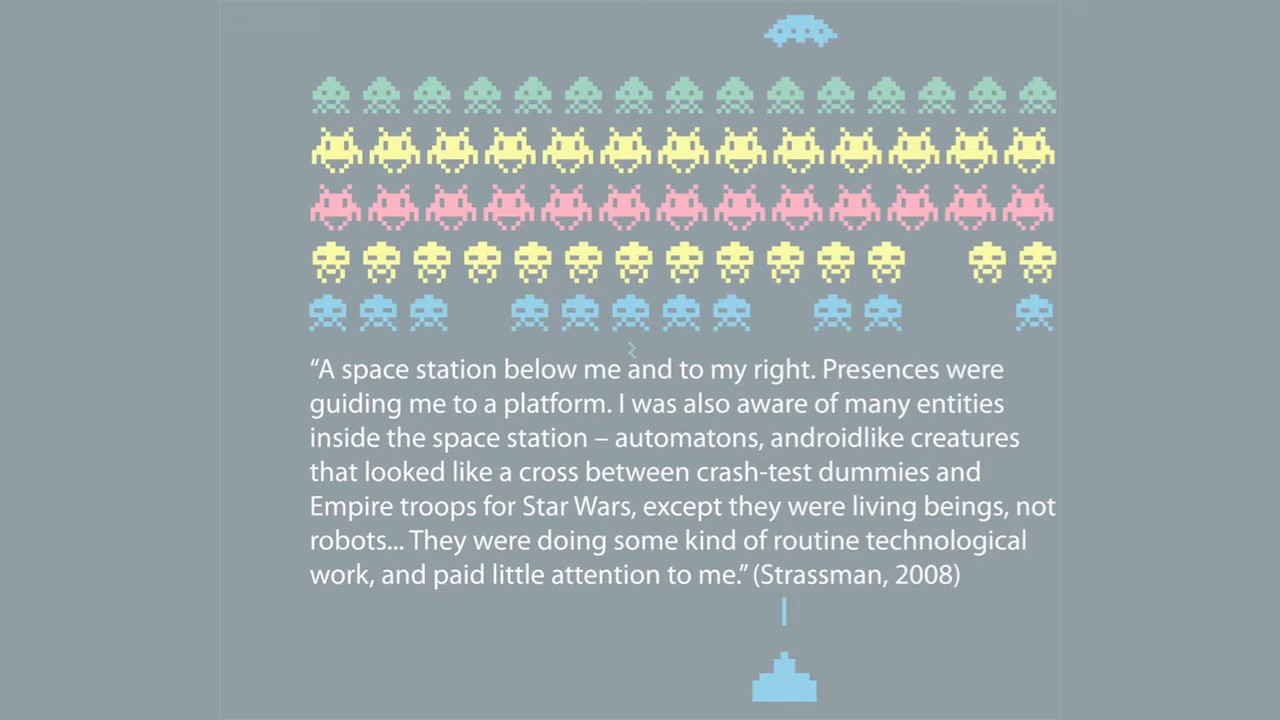 “A space station below me and to my right. Presences were
guiding me to a platform. I was also aware of many entities
inside the space station – automatons, androidlike creatures
that looked like a cross between crash-test dummies and
Empire troops for Star Wars, except they were living beings, not
robots... They were doing some kind of routine technological
work, and paid little attention to me.” (Strassman, 2008)